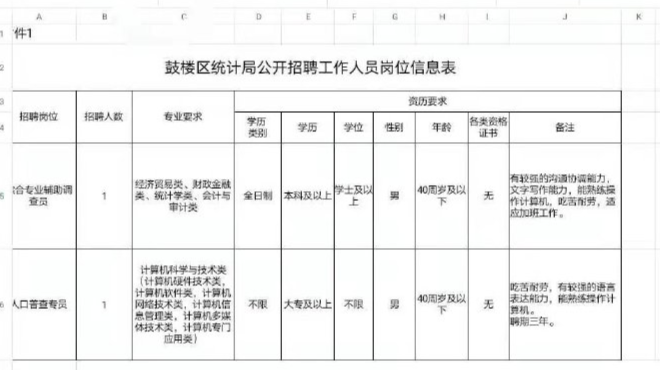 A B C D E F G H I J K
1 件1
2 鼓楼区统计局公开招聘工作人员岗位信息表
3 招聘岗位 招聘人数 专业要求 资历要求
4 学历类别 学历 学位 性别 年龄 各类资格证书 备注
5 合专业辅助调
查员
1
经济贸易类、财政金融
类、统计学类、会计与
审计类
全日制
本科及以上
学士及以
上
男
40周岁及以
下
无
有较强的沟通协调能力,
文字写作能力,能熟练操
作计算机,吃苦耐劳,适
应加班工作。
6 人口普查专员
1
计算机科学与技术类
(计算机硬件技术类,
计算机软件类,计算机
网络技术类,计算机信
息管理类,计算机多媒
体技术类,计算机专门
应用类)
不限
大专及以上
不限
男
40周岁及以
下
无
吃苦耐劳,有较强的语言
表达能力,能熟练操作计
算机。
聘期三年。